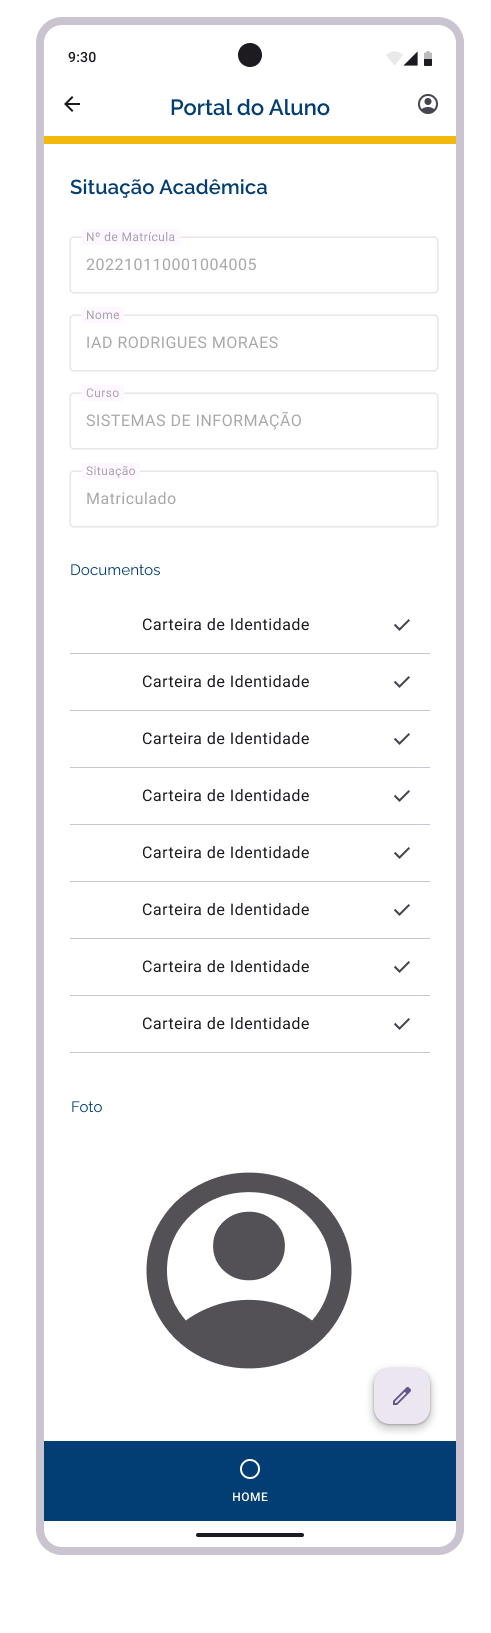 9:30
Portal do Aluno
Situação Acadêmica
Nº de Matrícula
202210110001004005
Nome
IAD RODRIGUES MORAES
Curso
SISTEMAS DE INFORMAÇÃO
Situação
Matriculado
Documentos
Carteira de Identidade
Carteira de Identidade
Carteira de Identidade
Carteira de Identidade
Carteira de Identidade
Carteira de Identidade
Carteira de Identidade
Carteira de Identidade
Foto
HOME